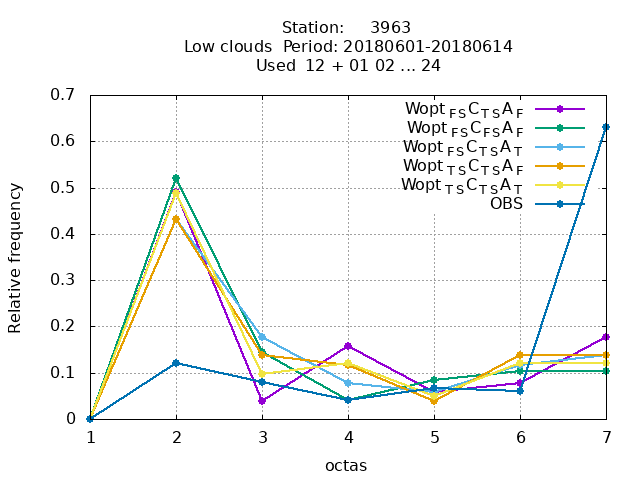 Station: 3963
Low clouds Period: 20180601-20180614
Used 12 + 01 02 ... 24
Wopt FS C TS A F
Wopt FS C FS A F
Wopt FS C TS A T
Wopt TS C TS A F
Wopt TS C TS A T
OBS
Relative frequency
0.7
0.6
0.5
0.4
0.3
0.2
0.1
0
1 2 3 4 5 6 7
octas